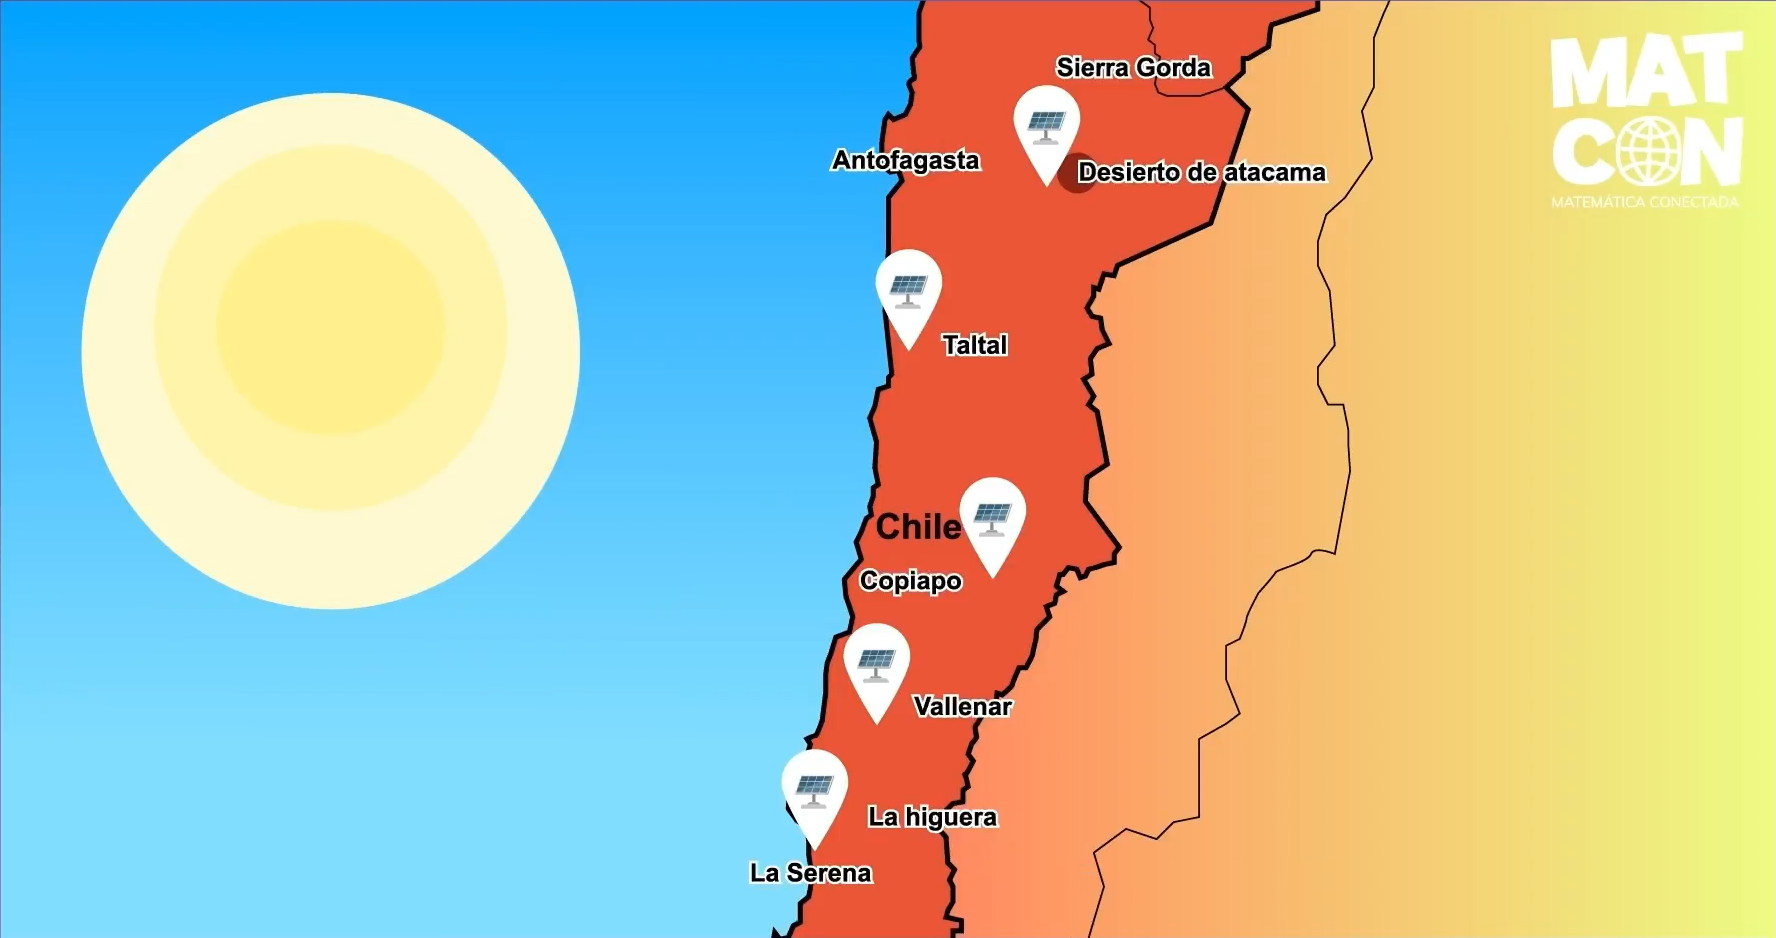 MAT
CON
MATEMÁTICA CONECTADA
Sierra Gorda
Antofagasta
Desierto de atacama
Taltal
Chile
Copiapo
Vallenar
La higuera
La Serena